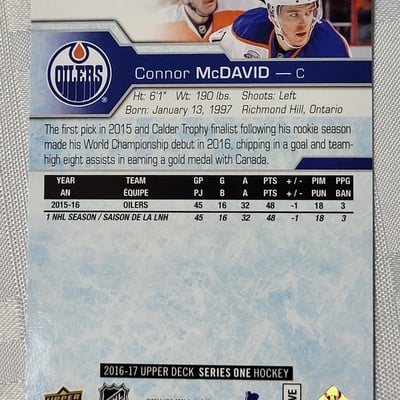 OILERS
Connor McDAVID — C
Ht: 6'1" Wt: 190 lbs. Shoots: Left
Born: January 13, 1997 Richmond Hill, Ontario
The first pick in 2015 and Calder Trophy finalist following his rookie season
made his World Championship debut in 2016, chipping in a goal and team-
high eight assists in earning a gold medal with Canada.
YEAR TEAM GP G A PTS +/- PIM PPG
AN ÉQUIPE PJ B A PTS +/- PUN BAN
2015-16 OILERS 45 16 32 48 -1 18 3
1 NHL SEASON / SAISON DE LA LNH 45 16 32 48 -1 18 3
2016-17 UPPER DECK SERIES ONE HOCKEY
UPPER DECK
NHL